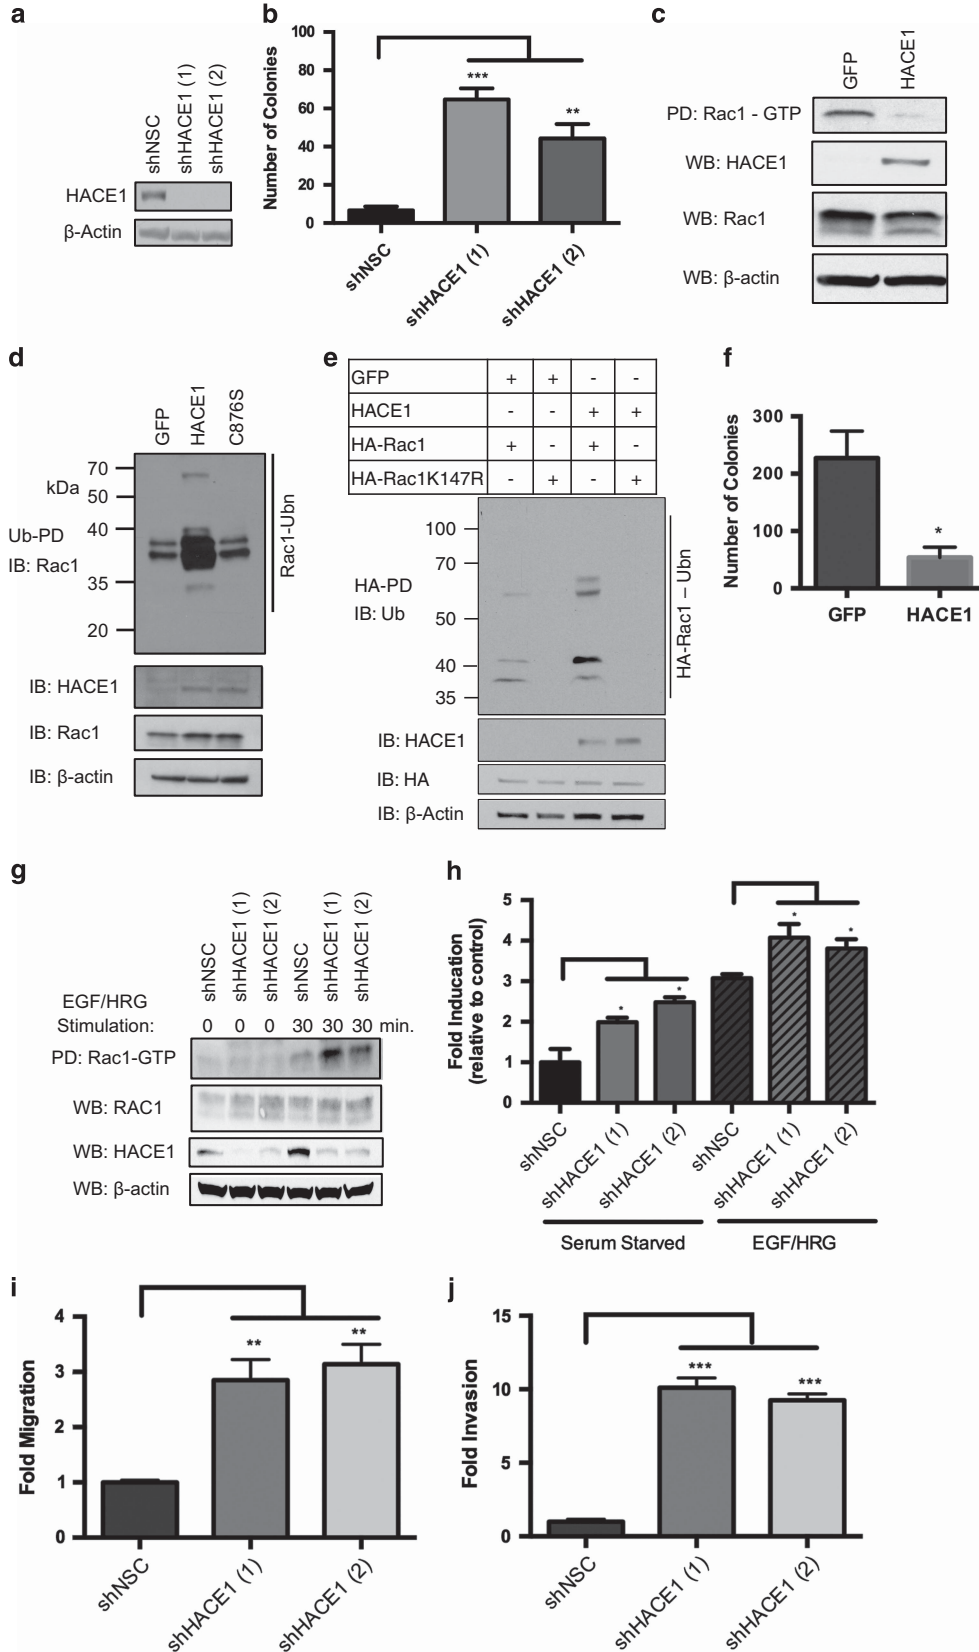 a
shNSC
shHACE1 (1)
shHACE1 (2)
HACE1
β-Actin
b
Number of Colonies
100
80
60
40
20
0
***
**
shNSC
shHACE1 (1)
shHACE1 (2)
c
GFP
HACE1
PD: Rac1 - GTP
WB: HACE1
WB: Rac1
WB: β-actin
d
GFP
HACE1
C876S
kDa
70
50
40
35
20
Ub-PD
IB: Rac1
Rac1-Ubn
IB: HACE1
IB: Rac1
IB: β-actin
e
GFP + + - -
HACE1 - - + +
HA-Rac1 + - + -
HA-Rac1K147R - + - +
100
70
50
40
35
HA-PD
IB: Ub
HA-Rac1 – Ubn
IB: HACE1
IB: HA
IB: β-Actin
f
Number of Colonies
300
200
100
0
*
GFP
HACE1
g
shNSC
shHACE1 (1)
shHACE1 (2)
shNSC
shHACE1 (1)
shHACE1 (2)
EGF/HRG
Stimulation: 0 0 0 30 30 30 min.
PD: Rac1-GTP
WB: RAC1
WB: HACE1
WB: β-actin
h
Fold Inducation
(relative to control)
5
4
3
2
1
0
*
*
*
*
shNSC
shHACE1 (1)
shHACE1 (2)
shNSC
shHACE1 (1)
shHACE1 (2)
Serum Starved
EGF/HRG
i
Fold Migration
4
3
2
1
0
**
**
shNSC
shHACE1 (1)
shHACE1 (2)
j
Fold Invasion
15
10
5
0
***
***
shNSC
shHACE1 (1)
shHACE1 (2)